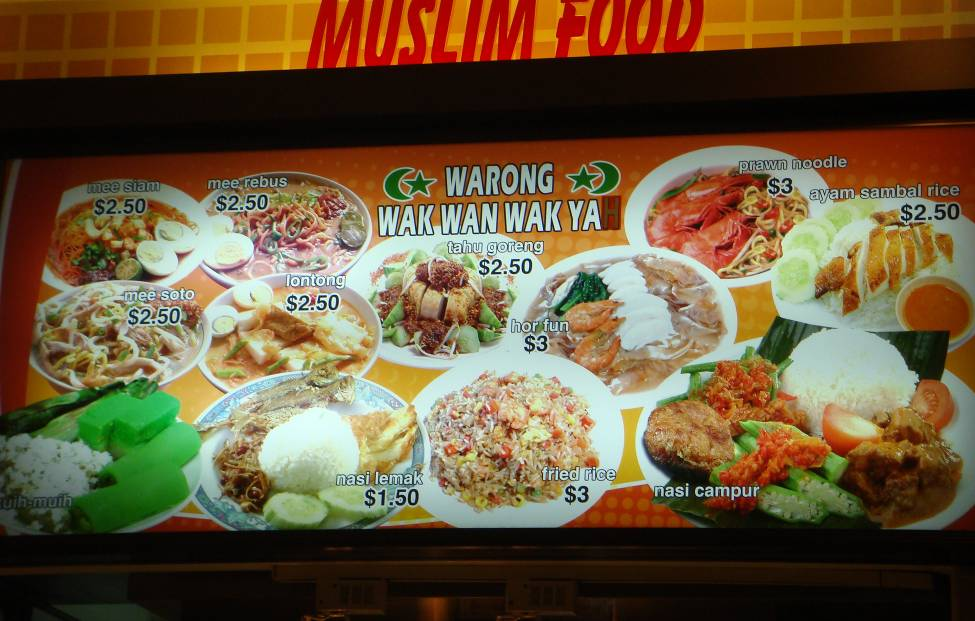 MUSLIM FOOD
WARONG
WAK WAN WAK YAH
mee siam
$2.50
mee rebus
$2.50
tahu goreng
$2.50
prawn noodle
$3
ayam sambal rice
$2.50
mee soto
$2.50
lontong
$2.50
hor fun
$3
uih-muih
nasi lemak
$1.50
fried rice
$3
nasi campur